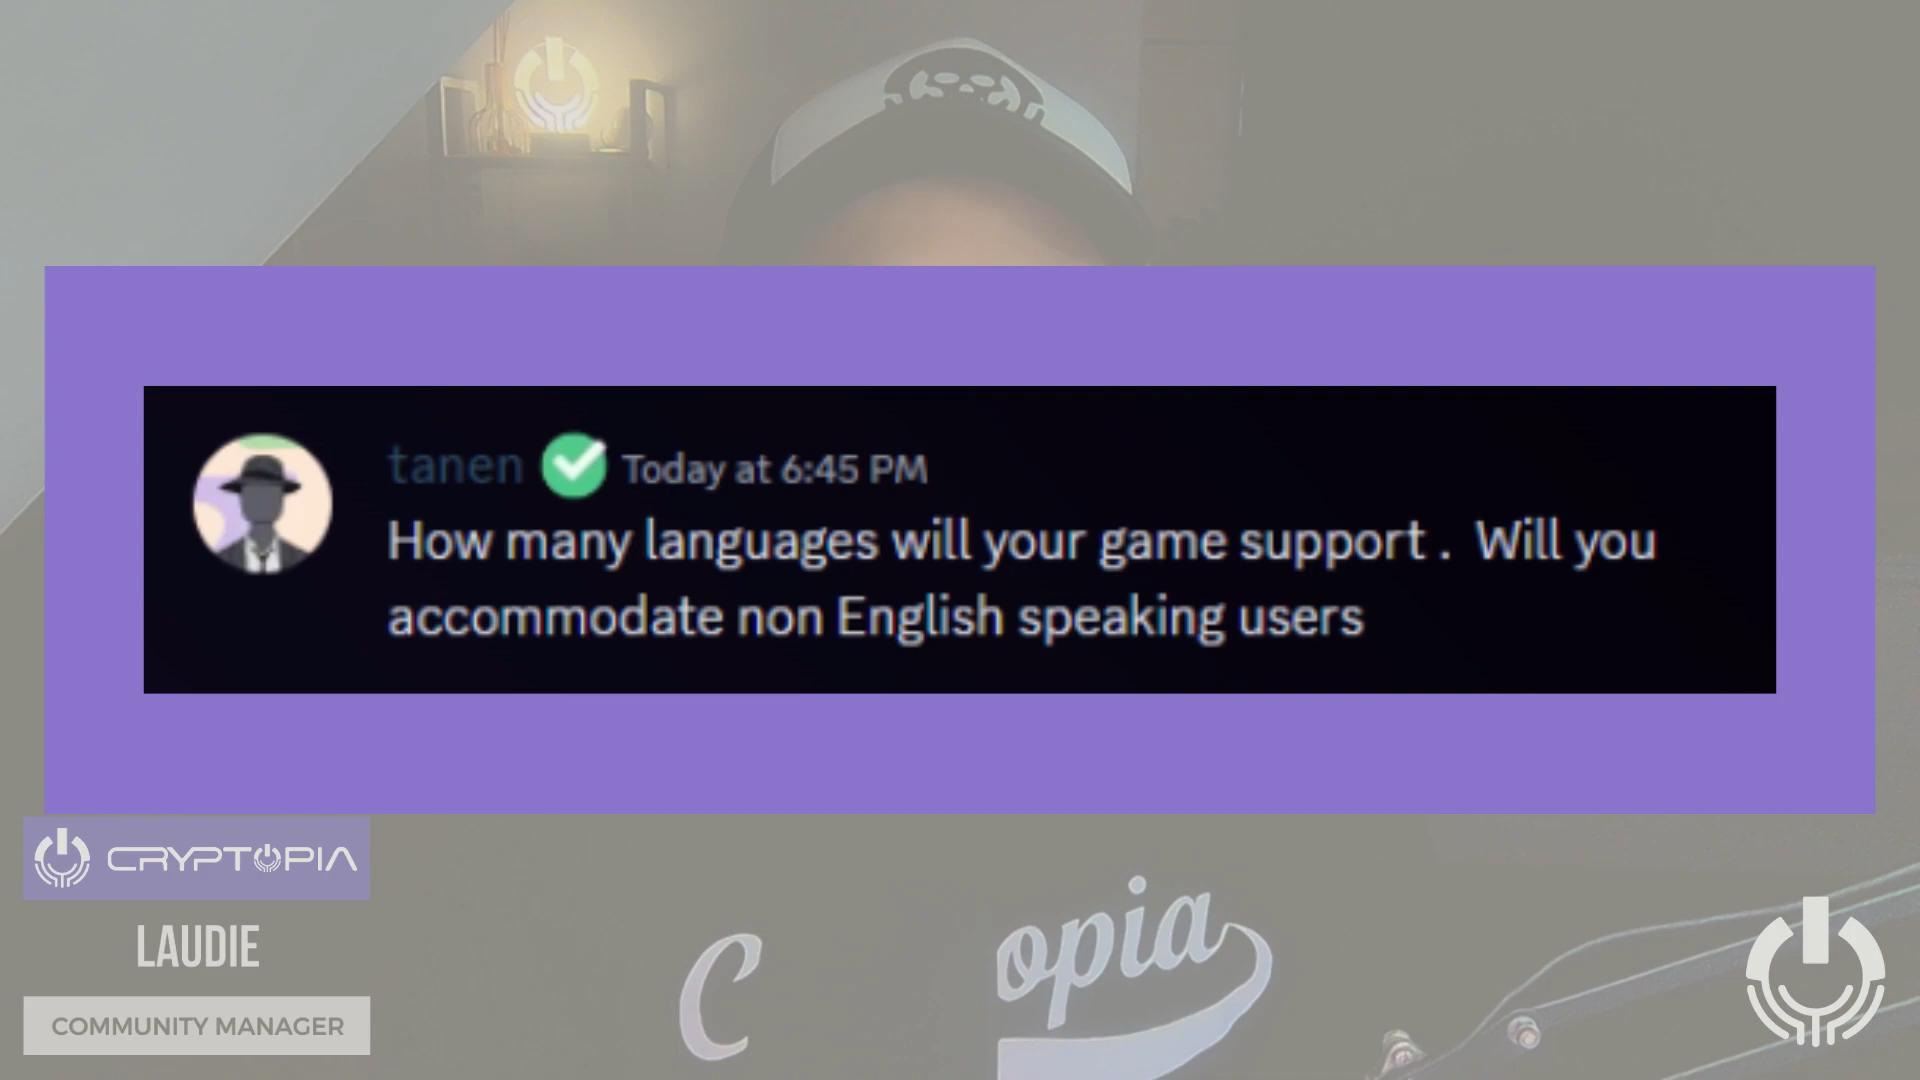 tanen Today at 6:45 PM
How many languages will your game support . Will you
accommodate non English speaking users
CRYPTOPIA
LAUDIE
COMMUNITY MANAGER
C opia